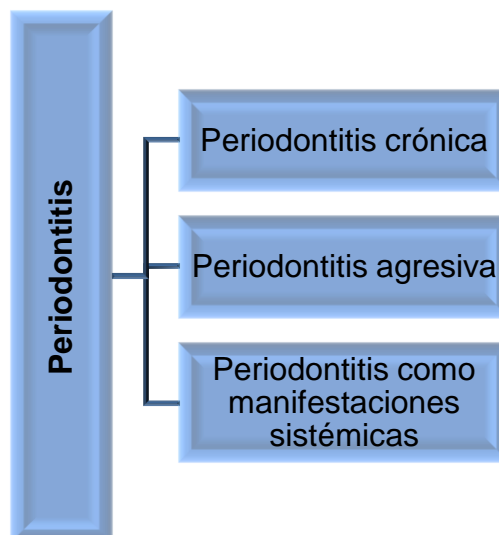 Periodontitis
Periodontitis crónica
Periodontitis agresiva
Periodontitis como
manifestaciones
sistémicas